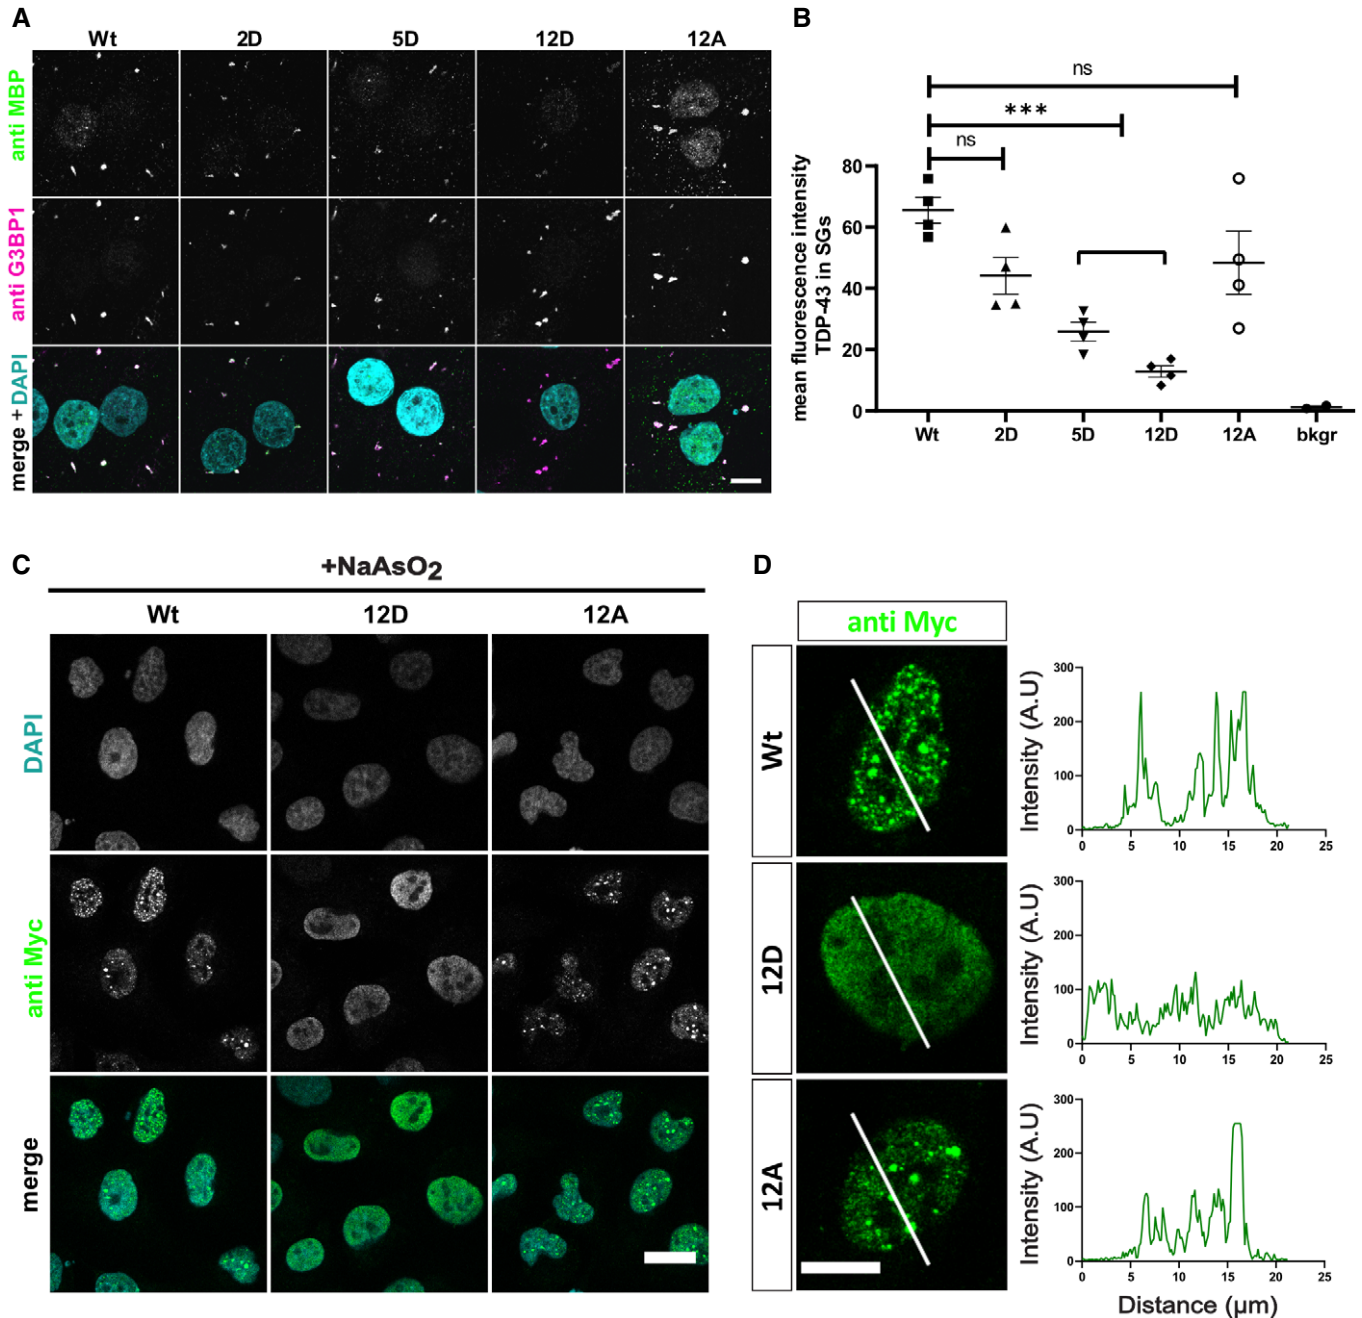 A
Wt 2D 5D 12D 12A
anti MBP
anti G3BP1
merge + DAPI
B
ns
***
ns
mean fluorescence intensity
TDP-43 in SGs
80
60
40
20
0
Wt 2D 5D 12D 12A bkgr
C
+NaAsO2
Wt 12D 12A
DAPI
anti Myc
merge
D
anti Myc
Wt
Intensity (A.U)
300
200
100
0
0 5 10 15 20 25
12D
Intensity (A.U)
300
200
100
0
0 5 10 15 20 25
12A
Intensity (A.U)
300
200
100
0
0 5 10 15 20 25
Distance (µm)